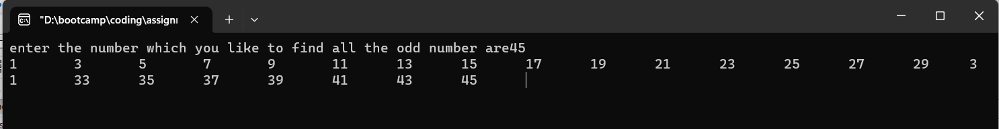 "D:\bootcamp\coding\assignr
enter the number which you like to find all the odd number are45
1 3 5 7 9 11 13 15 17 19 21 23 25 27 29 3
1 33 35 37 39 41 43 45